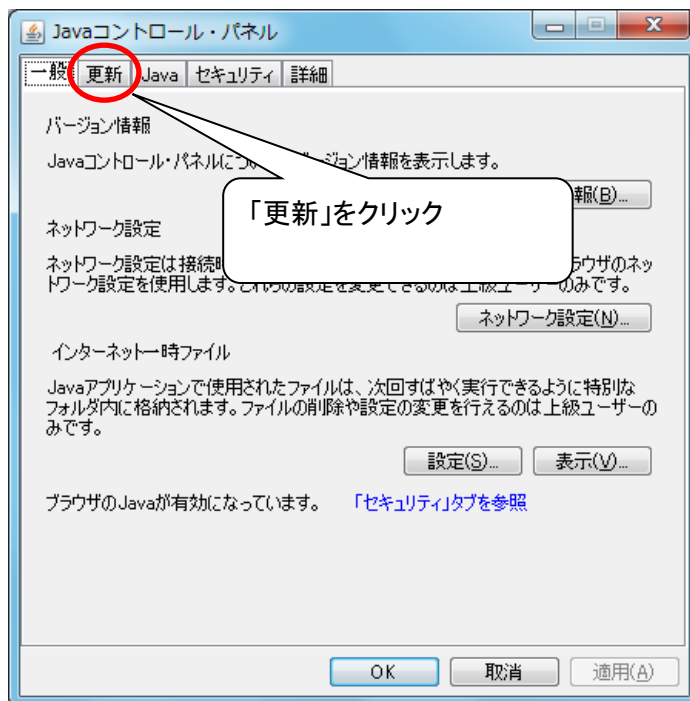 Javaコントロール・パネル
一般 更新 Java セキュリティ 詳細
バージョン情報
Javaコントロール・パネルについ ージョン情報を表示します。
報(B)...
「更新」をクリック
ネットワーク設定
ネットワーク設定は接続 ラウザのネッ
トワーク設定を使用します。これらの設定を変更できるのは上級ユーザーのみです。
ネットワーク設定(N)...
インターネット一時ファイル
Javaアプリケーションで使用されたファイルは、次回すばやく実行できるように特別な
フォルダ内に格納されます。ファイルの削除や設定の変更を行えるのは上級ユーザーの
みです。
設定(S)... 表示(V)...
ブラウザのJavaが有効になっています。 「セキュリティ」タブを参照
OK 取消 適用(A)